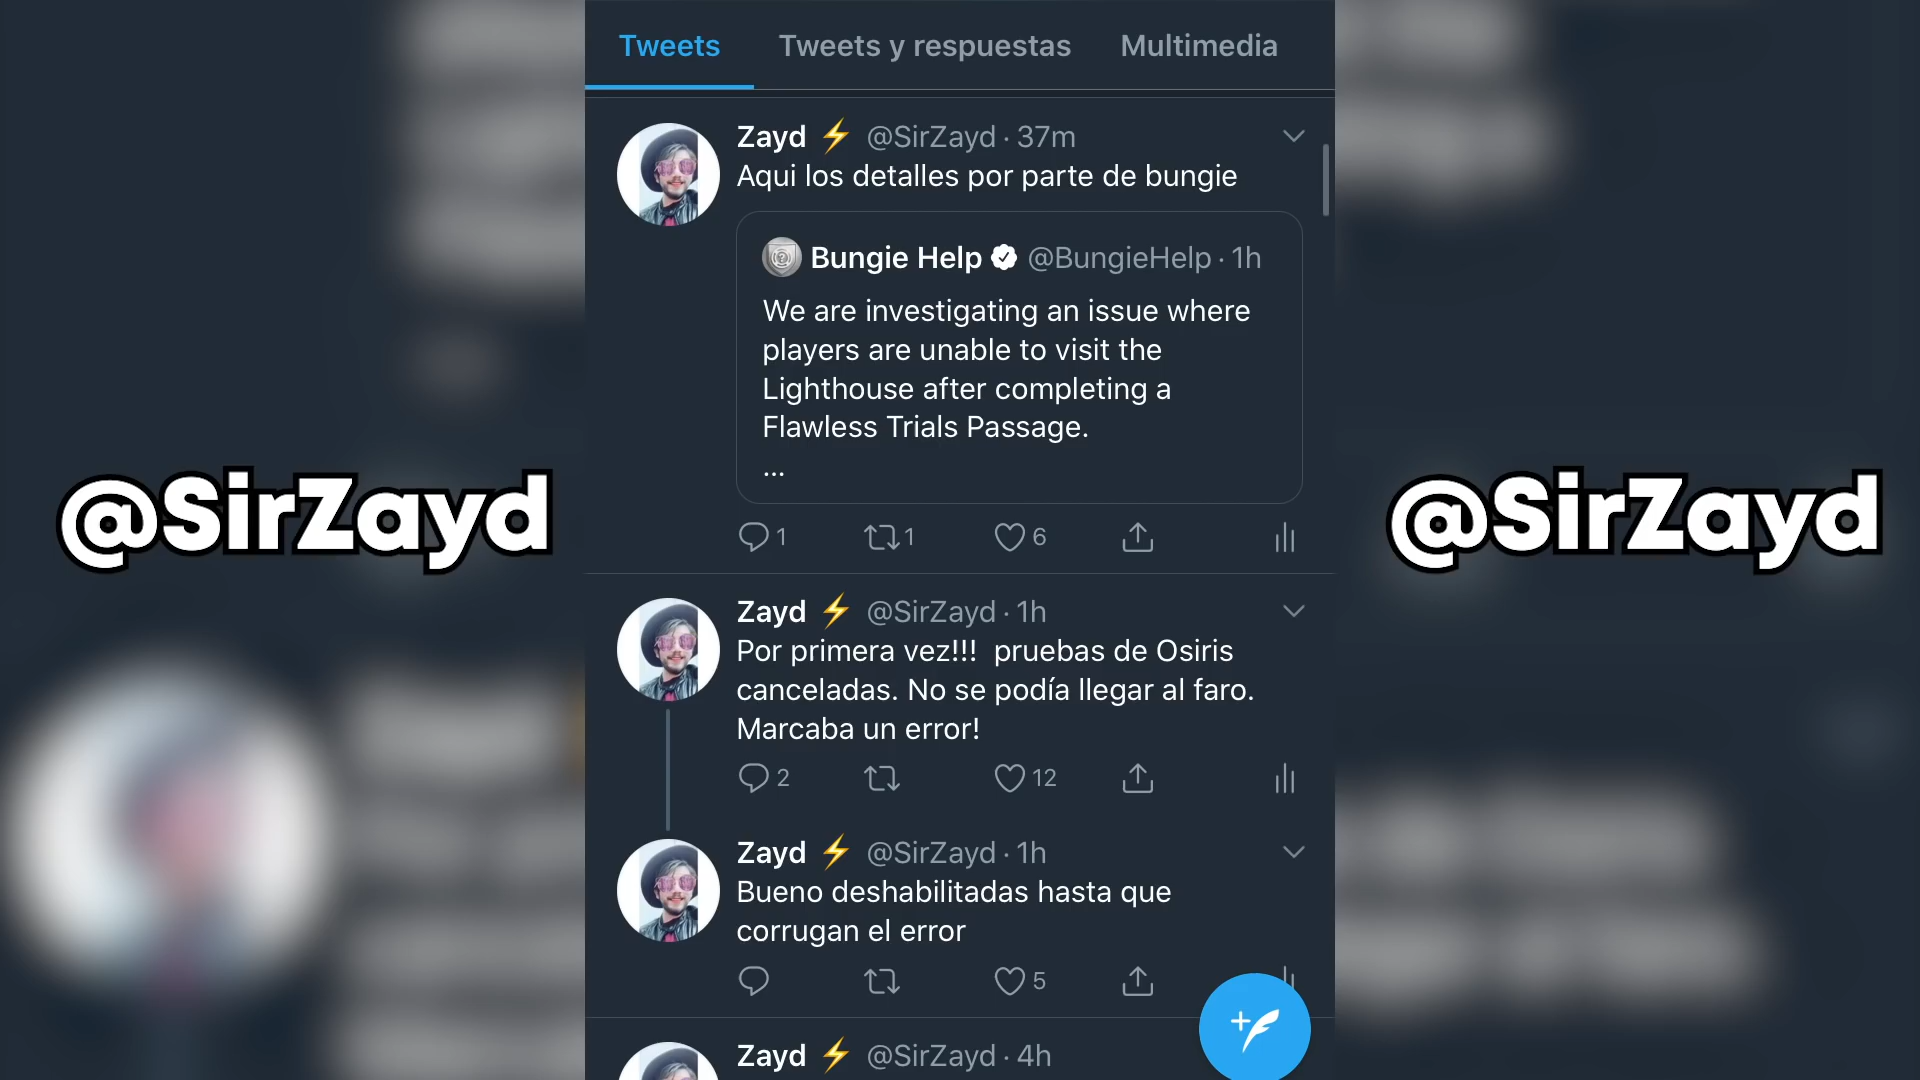 Tweets Tweets y respuestas Multimedia
Zayd ⚡ @SirZayd · 37m
Aqui los detalles por parte de bungie
Bungie Help @BungieHelp · 1h
We are investigating an issue where
players are unable to visit the
Lighthouse after completing a
Flawless Trials Passage.
...
1 1 6
@SirZayd
@SirZayd
Zayd ⚡ @SirZayd · 1h
Por primera vez!!! pruebas de Osiris
canceladas. No se podía llegar al faro.
Marcaba un error!
2 12
Zayd ⚡ @SirZayd · 1h
Bueno deshabilitadas hasta que
corrugan el error
5
Zayd ⚡ @SirZayd · 4h